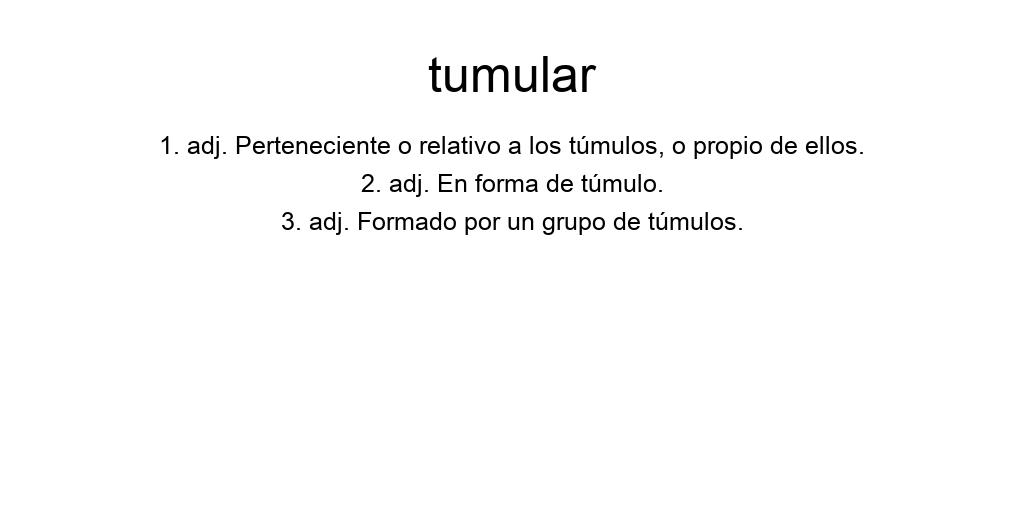 tumular
1. adj. Perteneciente o relativo a los túmulos, o propio de ellos.
2. adj. En forma de túmulo.
3. adj. Formado por un grupo de túmulos.